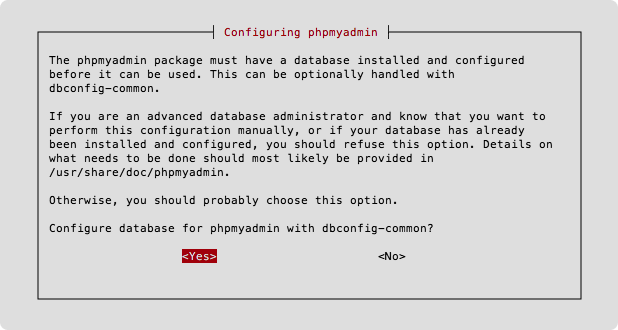 Configuring phpmyadmin
The phpmyadmin package must have a database installed and configured
before it can be used. This can be optionally handled with
dbconfig-common.
If you are an advanced database administrator and know that you want to
perform this configuration manually, or if your database has already
been installed and configured, you should refuse this option. Details on
what needs to be done should most likely be provided in
/usr/share/doc/phpmyadmin.
Otherwise, you should probably choose this option.
Configure database for phpmyadmin with dbconfig-common?
<Yes> <No>